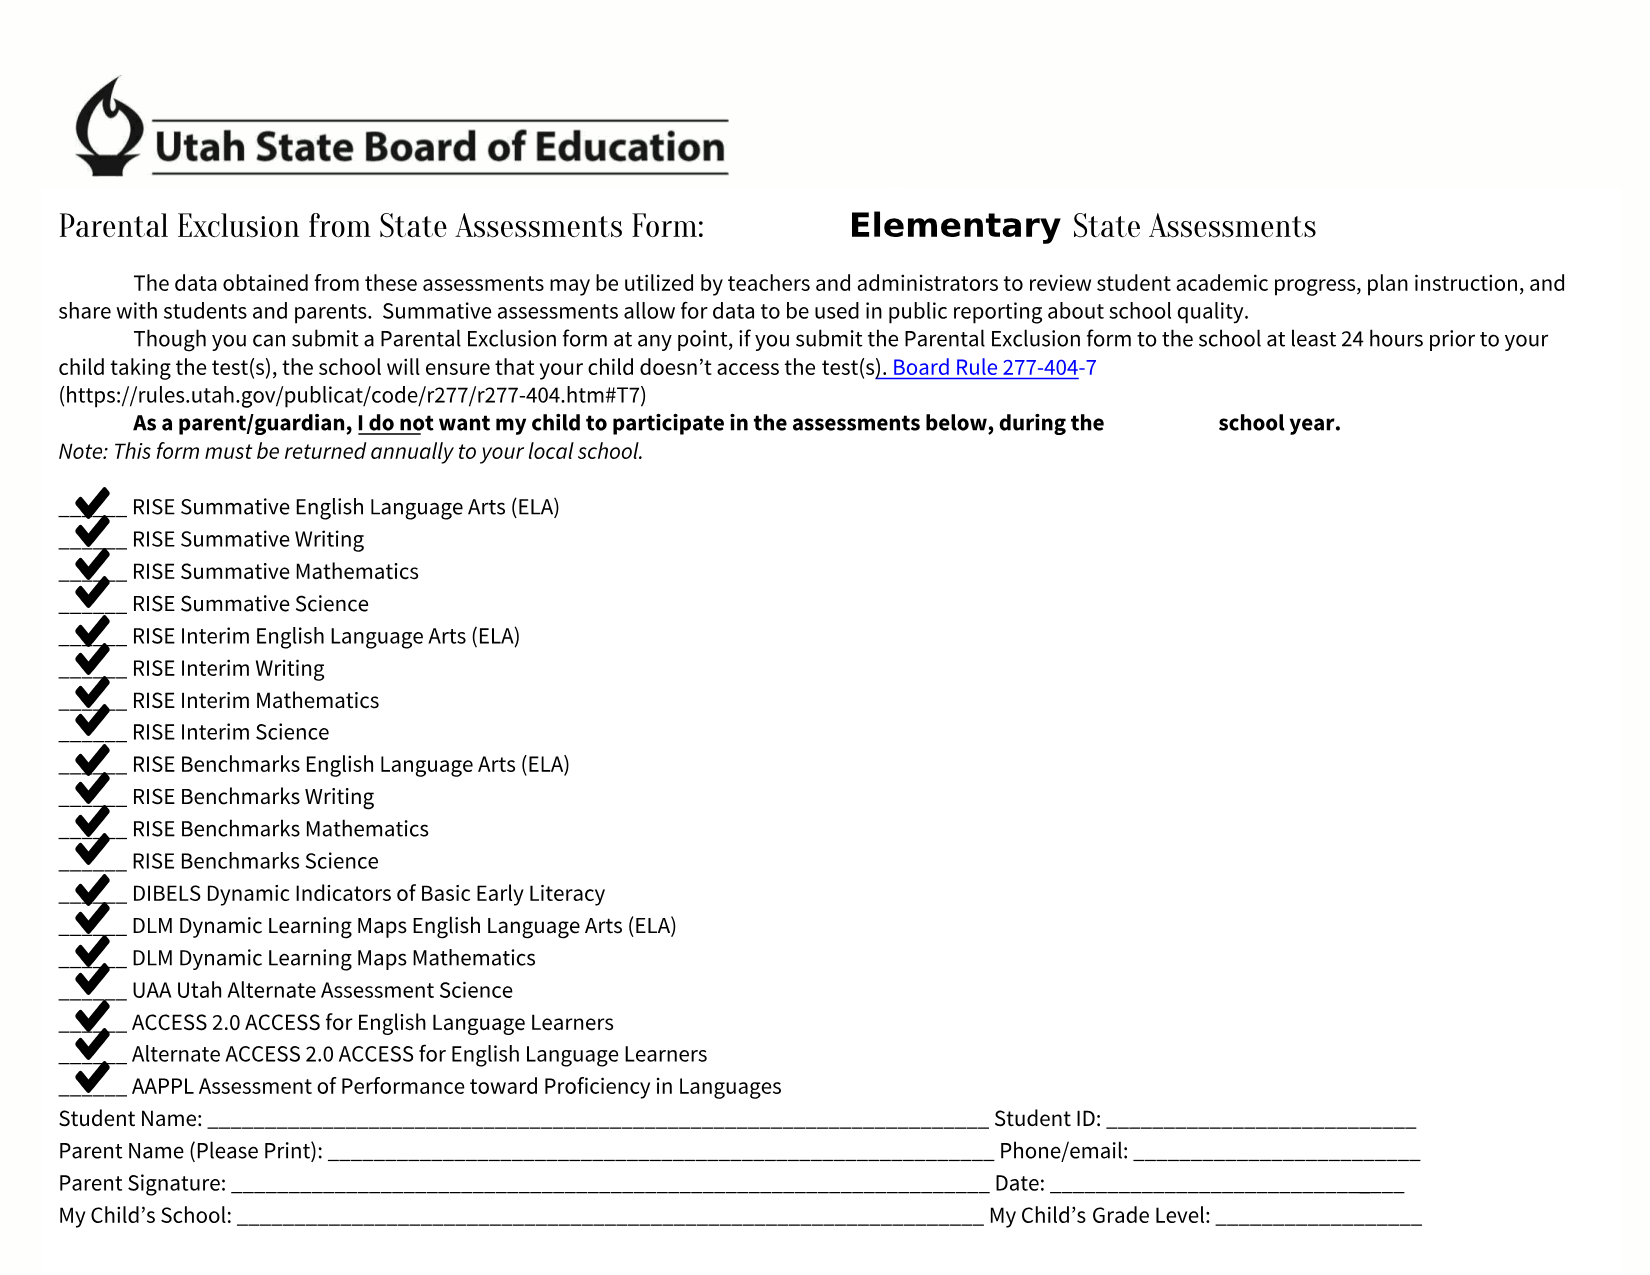 Utah State Board of Education
Parental Exclusion from State Assessments Form: Elementary State Assessments
The data obtained from these assessments may be utilized by teachers and administrators to review student academic progress, plan instruction, and
share with students and parents. Summative assessments allow for data to be used in public reporting about school quality.
Though you can submit a Parental Exclusion form at any point, if you submit the Parental Exclusion form to the school at least 24 hours prior to your
child taking the test(s), the school will ensure that your child doesn’t access the test(s). Board Rule 277-404-7
(https://rules.utah.gov/publicat/code/r277/r277-404.htm#T7)
As a parent/guardian, I do not want my child to participate in the assessments below, during the school year.
Note: This form must be returned annually to your local school.
✔ RISE Summative English Language Arts (ELA)
✔ RISE Summative Writing
✔ RISE Summative Mathematics
✔ RISE Summative Science
✔ RISE Interim English Language Arts (ELA)
✔ RISE Interim Writing
✔ RISE Interim Mathematics
✔ RISE Interim Science
✔ RISE Benchmarks English Language Arts (ELA)
✔ RISE Benchmarks Writing
✔ RISE Benchmarks Mathematics
✔ RISE Benchmarks Science
✔ DIBELS Dynamic Indicators of Basic Early Literacy
✔ DLM Dynamic Learning Maps English Language Arts (ELA)
✔ DLM Dynamic Learning Maps Mathematics
✔ UAA Utah Alternate Assessment Science
✔ ACCESS 2.0 ACCESS for English Language Learners
✔ Alternate ACCESS 2.0 ACCESS for English Language Learners
✔ AAPPL Assessment of Performance toward Proficiency in Languages
Student Name: ____________________ Student ID: ____________________
Parent Name (Please Print): ____________________ Phone/email: ____________________
Parent Signature: ____________________ Date: ____________________
My Child’s School: ____________________ My Child’s Grade Level: ____________________